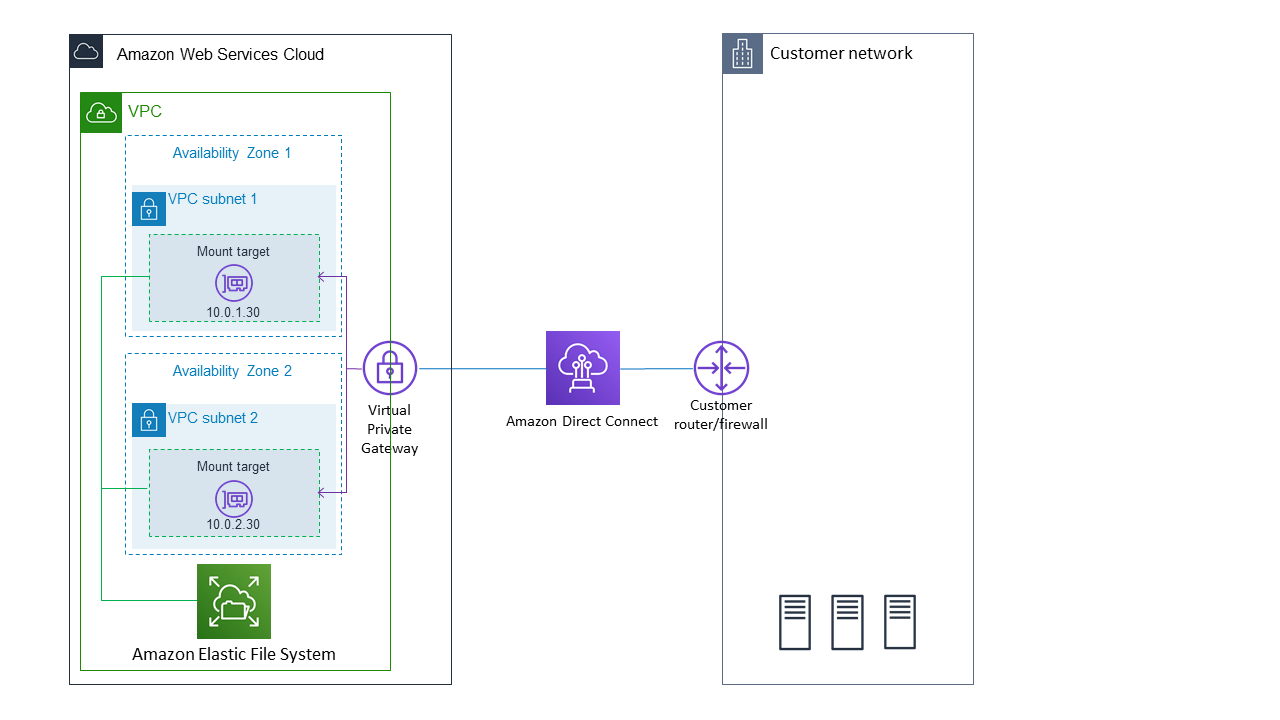 Amazon Web Services Cloud
VPC
Availability Zone 1
VPC subnet 1
Mount target
10.0.1.30
Availability Zone 2
VPC subnet 2
Mount target
10.0.2.30
Amazon Elastic File System
Virtual
Private
Gateway
Amazon Direct Connect
Customer network
Customer
router/firewall